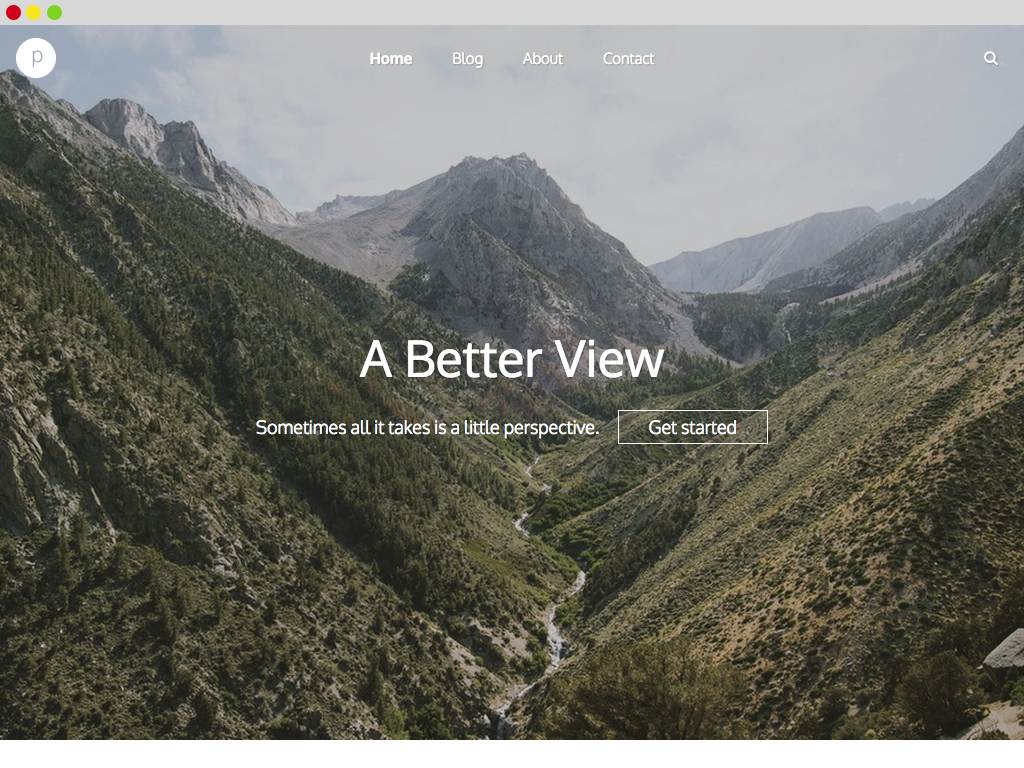 p
Home Blog About Contact
A Better View
Sometimes all it takes is a little perspective. Get started